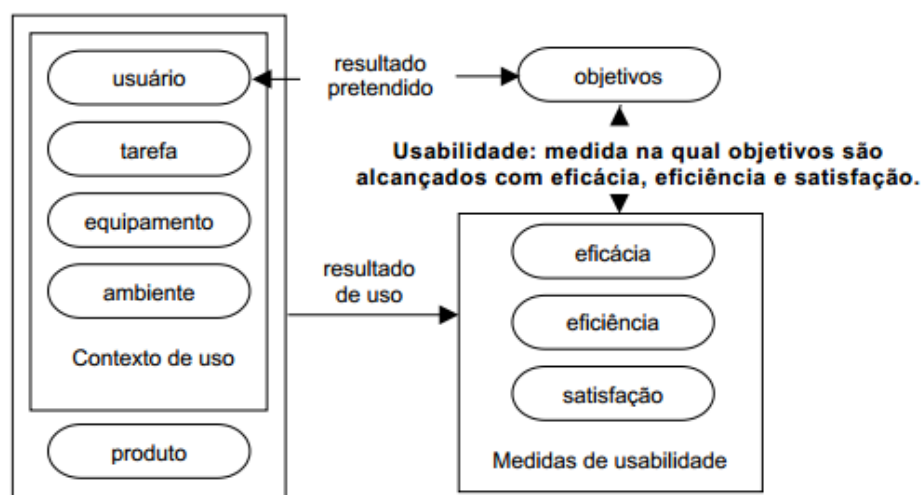 usuário
tarefa
equipamento
ambiente
Contexto de uso
produto
resultado
pretendido
objetivos
Usabilidade: medida na qual objetivos são
alcançados com eficácia, eficiência e satisfação.
resultado
de uso
eficácia
eficiência
satisfação
Medidas de usabilidade